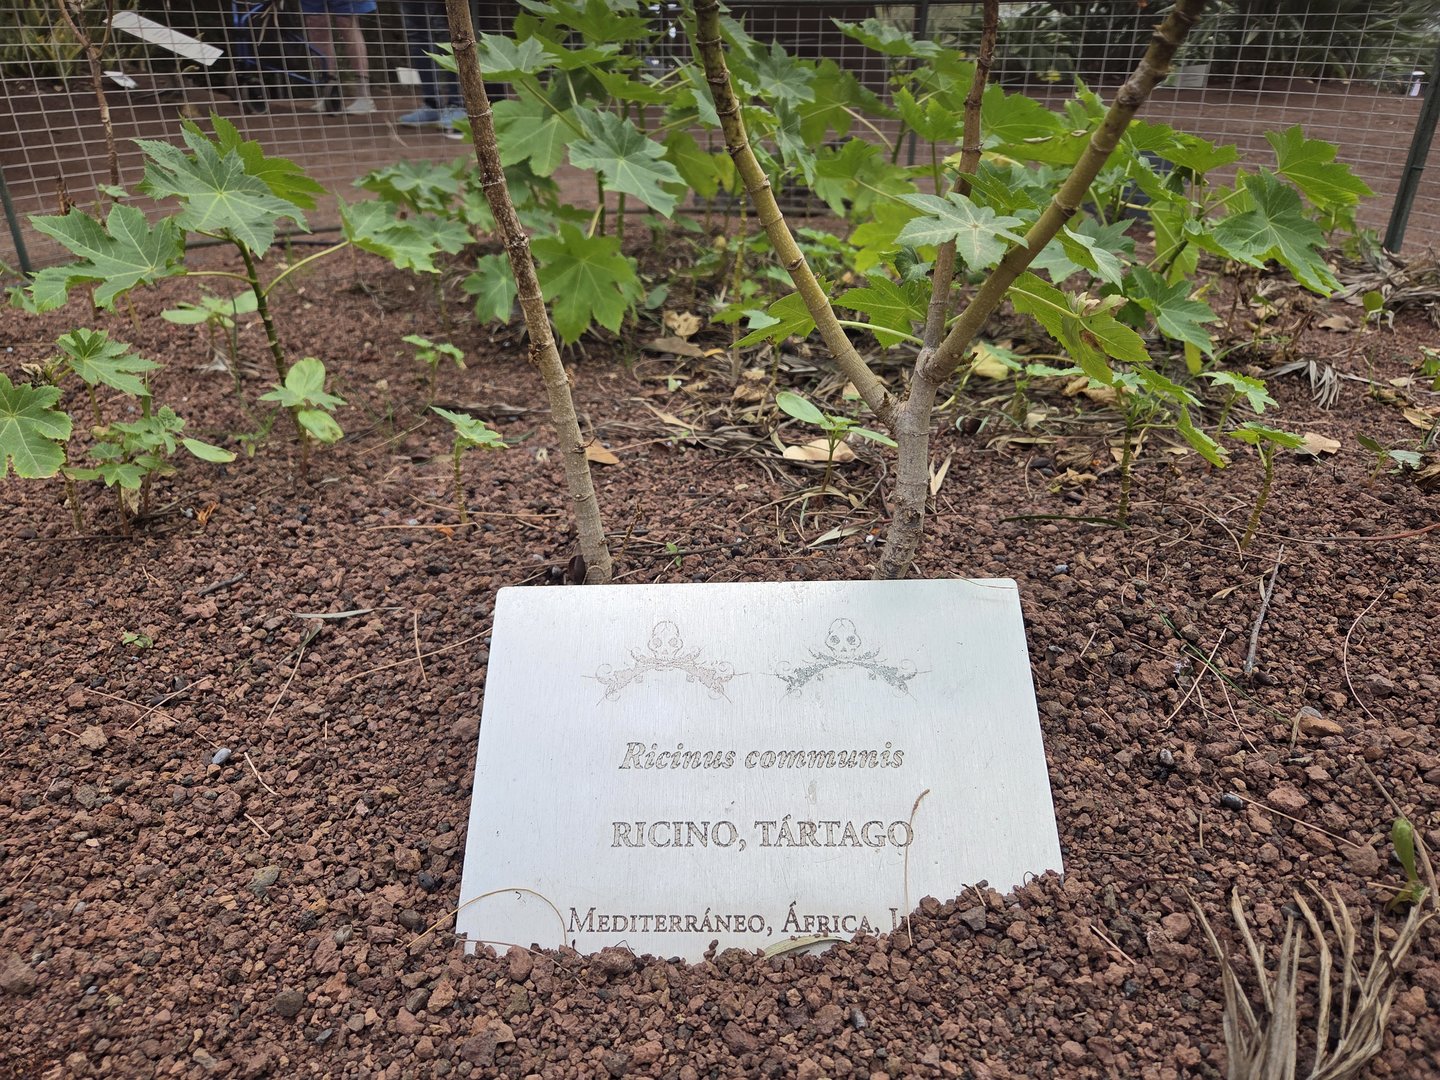 Ricinus communis
RICINO, TÁRTAGO
MEDITERRÁNEO, ÁFRICA,